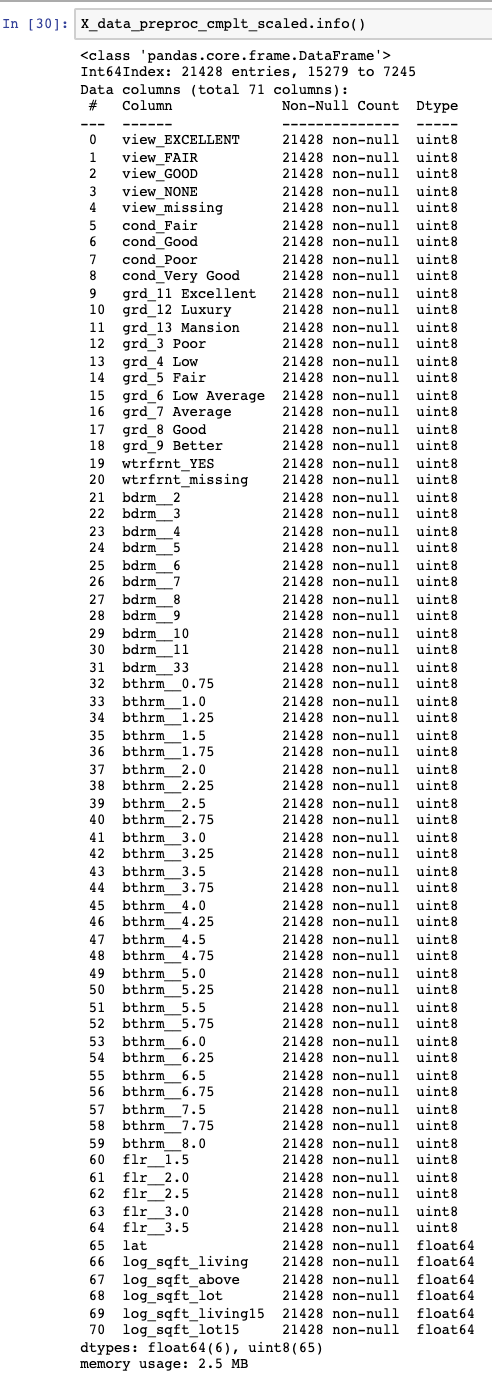 In [30]: X_data_preproc_cmplt_scaled.info()
<class 'pandas.core.frame.DataFrame'>
Int64Index: 21428 entries, 15279 to 7245
Data columns (total 71 columns):
 #   Column             Non-Null Count  Dtype
---  ------             --------------  -----
 0   view_EXCELLENT     21428 non-null  uint8
 1   view_FAIR          21428 non-null  uint8
 2   view_GOOD          21428 non-null  uint8
 3   view_NONE          21428 non-null  uint8
 4   view_missing       21428 non-null  uint8
 5   cond_Fair          21428 non-null  uint8
 6   cond_Good          21428 non-null  uint8
 7   cond_Poor          21428 non-null  uint8
 8   cond_Very Good     21428 non-null  uint8
 9   grd_11 Excellent   21428 non-null  uint8
 10  grd_12 Luxury      21428 non-null  uint8
 11  grd_13 Mansion     21428 non-null  uint8
 12  grd_3 Poor         21428 non-null  uint8
 13  grd_4 Low          21428 non-null  uint8
 14  grd_5 Fair         21428 non-null  uint8
 15  grd_6 Low Average  21428 non-null  uint8
 16  grd_7 Average      21428 non-null  uint8
 17  grd_8 Good         21428 non-null  uint8
 18  grd_9 Better       21428 non-null  uint8
 19  wtrfrnt_YES        21428 non-null  uint8
 20  wtrfrnt_missing    21428 non-null  uint8
 21  bdrm__2            21428 non-null  uint8
 22  bdrm__3            21428 non-null  uint8
 23  bdrm__4            21428 non-null  uint8
 24  bdrm__5            21428 non-null  uint8
 25  bdrm__6            21428 non-null  uint8
 26  bdrm__7            21428 non-null  uint8
 27  bdrm__8            21428 non-null  uint8
 28  bdrm__9            21428 non-null  uint8
 29  bdrm__10           21428 non-null  uint8
 30  bdrm__11           21428 non-null  uint8
 31  bdrm__33           21428 non-null  uint8
 32  bthrm__0.75        21428 non-null  uint8
 33  bthrm__1.0         21428 non-null  uint8
 34  bthrm__1.25        21428 non-null  uint8
 35  bthrm__1.5         21428 non-null  uint8
 36  bthrm__1.75        21428 non-null  uint8
 37  bthrm__2.0         21428 non-null  uint8
 38  bthrm__2.25        21428 non-null  uint8
 39  bthrm__2.5         21428 non-null  uint8
 40  bthrm__2.75        21428 non-null  uint8
 41  bthrm__3.0         21428 non-null  uint8
 42  bthrm__3.25        21428 non-null  uint8
 43  bthrm__3.5         21428 non-null  uint8
 44  bthrm__3.75        21428 non-null  uint8
 45  bthrm__4.0         21428 non-null  uint8
 46  bthrm__4.25        21428 non-null  uint8
 47  bthrm__4.5         21428 non-null  uint8
 48  bthrm__4.75        21428 non-null  uint8
 49  bthrm__5.0         21428 non-null  uint8
 50  bthrm__5.25        21428 non-null  uint8
 51  bthrm__5.5         21428 non-null  uint8
 52  bthrm__5.75        21428 non-null  uint8
 53  bthrm__6.0         21428 non-null  uint8
 54  bthrm__6.25        21428 non-null  uint8
 55  bthrm__6.5         21428 non-null  uint8
 56  bthrm__6.75        21428 non-null  uint8
 57  bthrm__7.5         21428 non-null  uint8
 58  bthrm__7.75        21428 non-null  uint8
 59  bthrm__8.0         21428 non-null  uint8
 60  flr__1.5           21428 non-null  uint8
 61  flr__2.0           21428 non-null  uint8
 62  flr__2.5           21428 non-null  uint8
 63  flr__3.0           21428 non-null  uint8
 64  flr__3.5           21428 non-null  uint8
 65  lat                21428 non-null  float64
 66  log_sqft_living    21428 non-null  float64
 67  log_sqft_above     21428 non-null  float64
 68  log_sqft_lot       21428 non-null  float64
 69  log_sqft_living15  21428 non-null  float64
 70  log_sqft_lot15     21428 non-null  float64
dtypes: float64(6), uint8(65)
memory usage: 2.5 MB